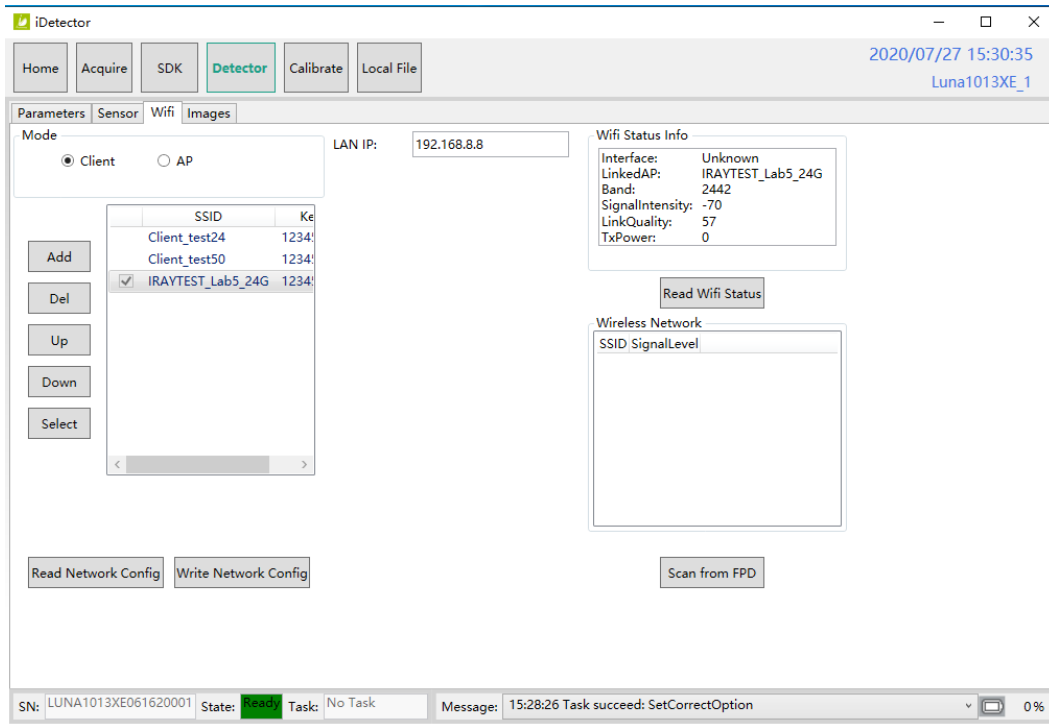 iDetector
Home Acquire SDK Detector Calibrate Local File
2020/07/27 15:30:35
Luna1013XE_1
Parameters Sensor Wifi Images
Mode
Client AP
LAN IP: 192.168.8.8
Wifi Status Info
Interface: Unknown
LinkedAP: IRAYTEST_Lab5_24G
Band: 2442
SignalIntensity: -70
LinkQuality: 57
TxPower: 0
Read Wifi Status
SSID Ke
Client_test24 12345
Client_test50 12345
IRAYTEST_Lab5_24G 12345
Add
Del
Up
Down
Select
Wireless Network
SSID SignalLevel
Read Network Config Write Network Config
Scan from FPD
SN: LUNA1013XE061620001 State: Ready Task: No Task Message: 15:28:26 Task succeed: SetCorrectOption 0%